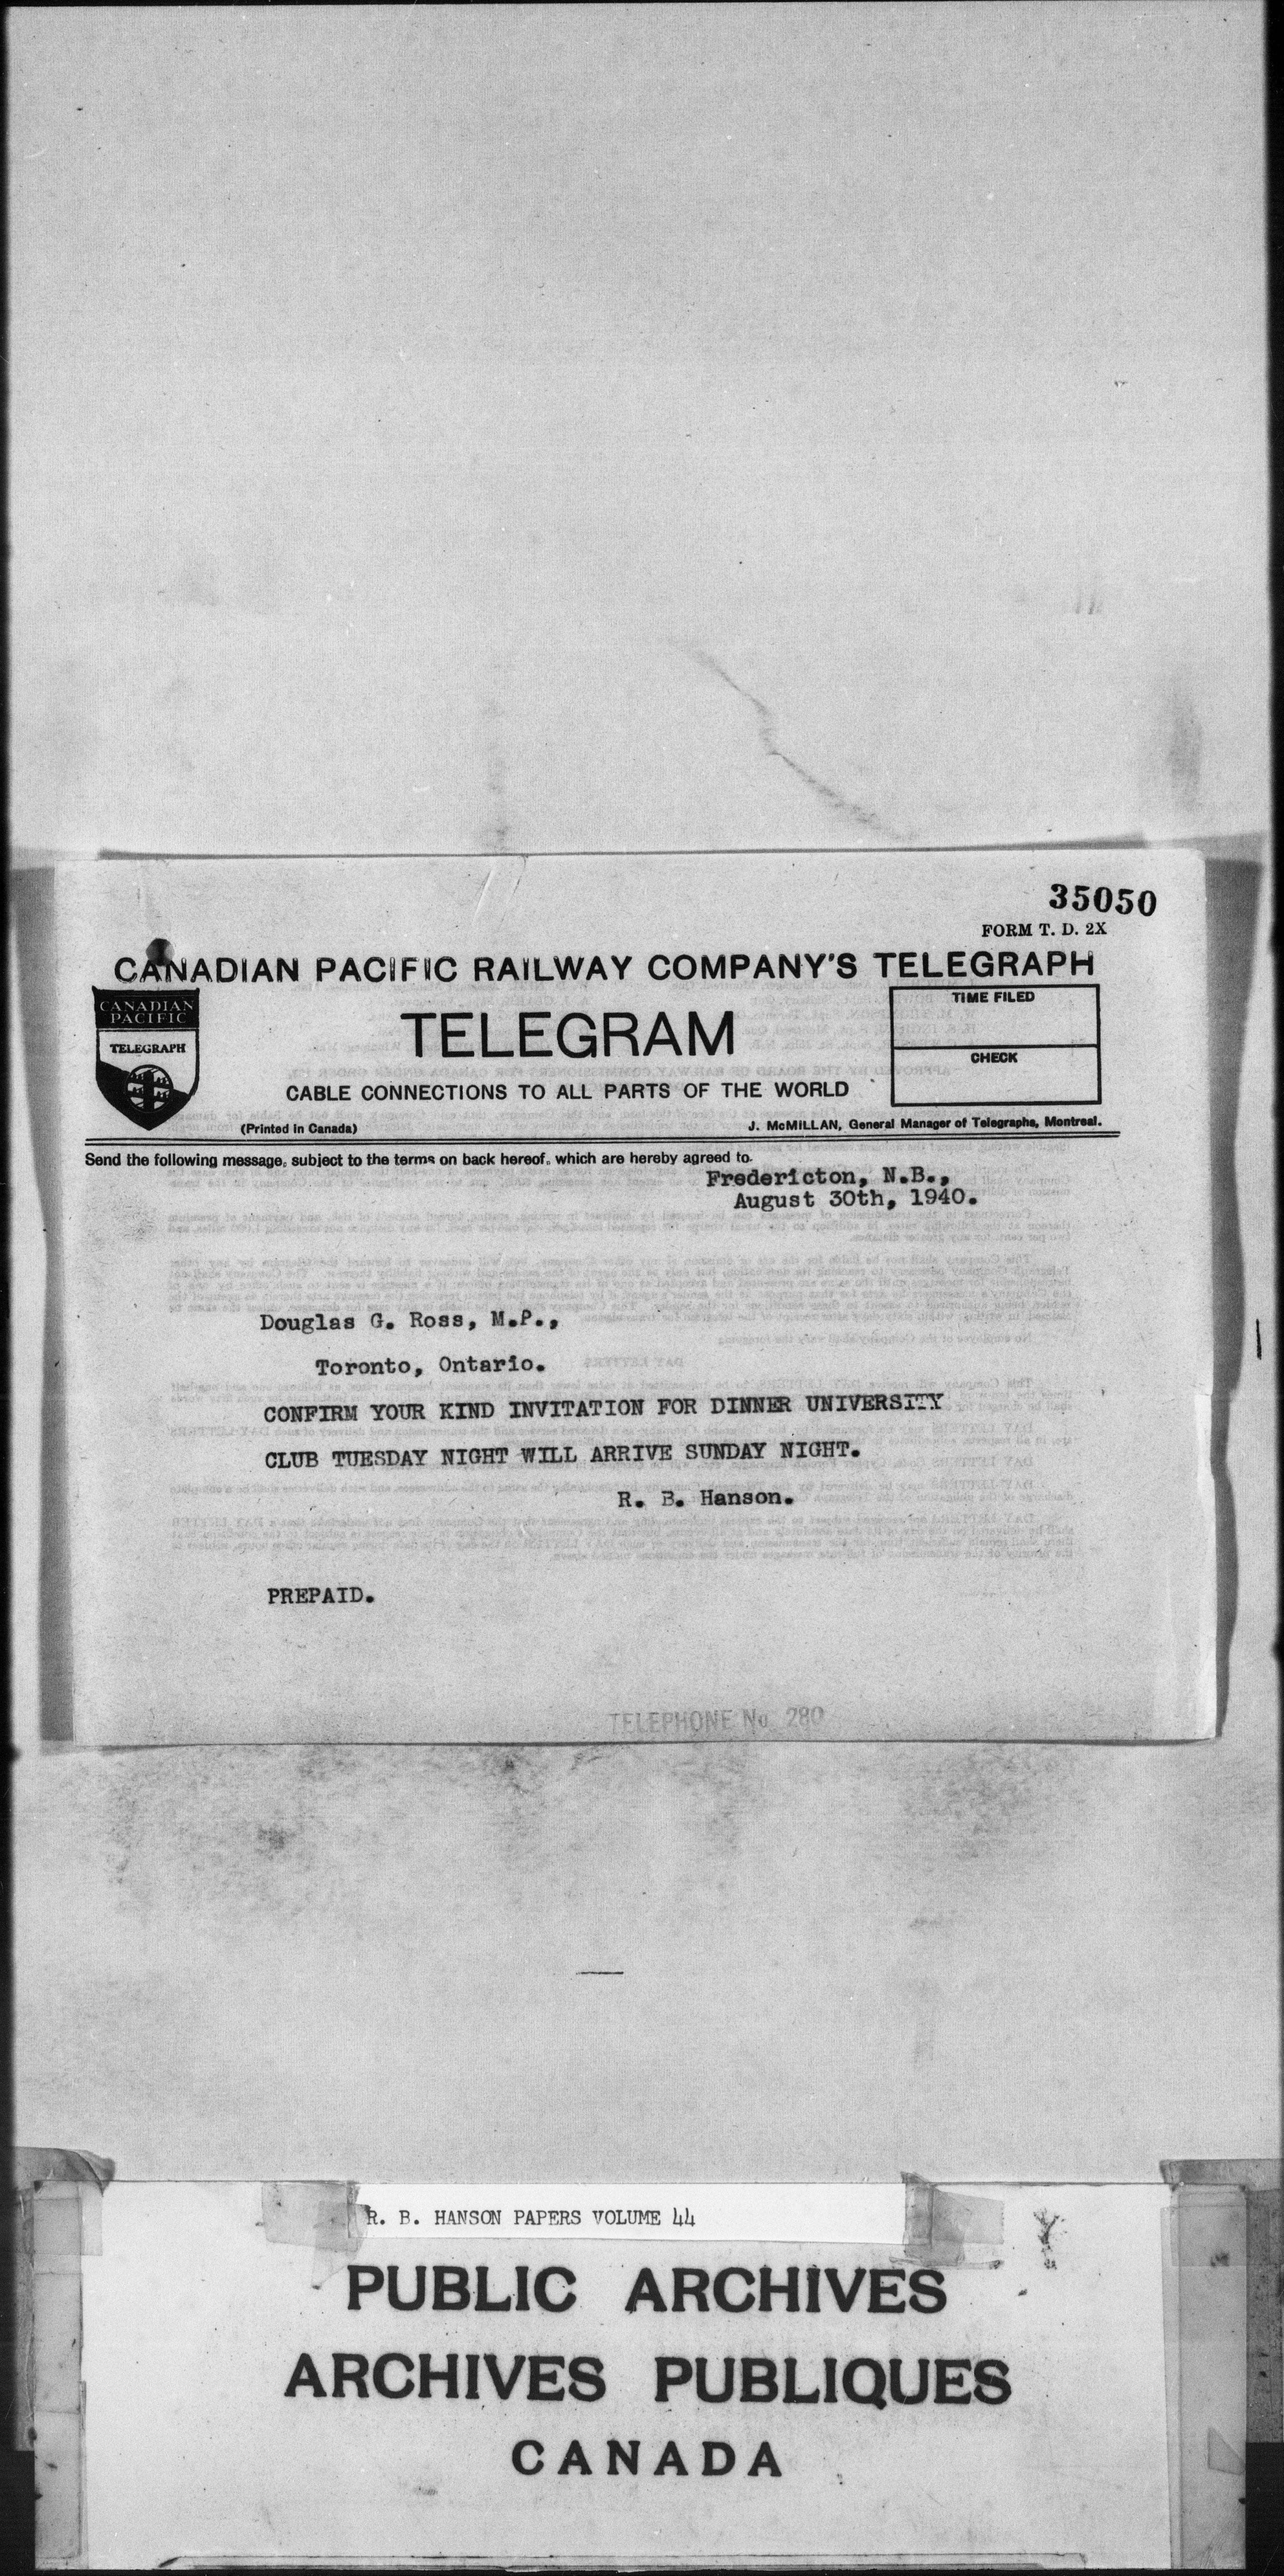 35050
FORM T. D. 2X
CANADIAN PACIFIC RAILWAY COMPANY'S TELEGRAPH
CANADIAN
PACIFIC
TELEGRAPH
TELEGRAM
TIME FILED
CHECK
CABLE CONNECTIONS TO ALL PARTS OF THE WORLD
(Printed in Canada)
J. McMILLAN, General Manager of Telegraphs, Montreal.
Send the following message, subject to the terms on back hereof, which are hereby agreed to.
Fredericton, N.B.,
August 30th, 1940.
Douglas G. Ross, M.P.,
Toronto, Ontario.
CONFIRM YOUR KIND INVITATION FOR DINNER UNIVERSITY
CLUB TUESDAY NIGHT WILL ARRIVE SUNDAY NIGHT.
R. B. Hanson.
PREPAID.
TELEPHONE No. 280
R. B. HANSON PAPERS VOLUME 44
PUBLIC ARCHIVES
ARCHIVES PUBLIQUES
CANADA